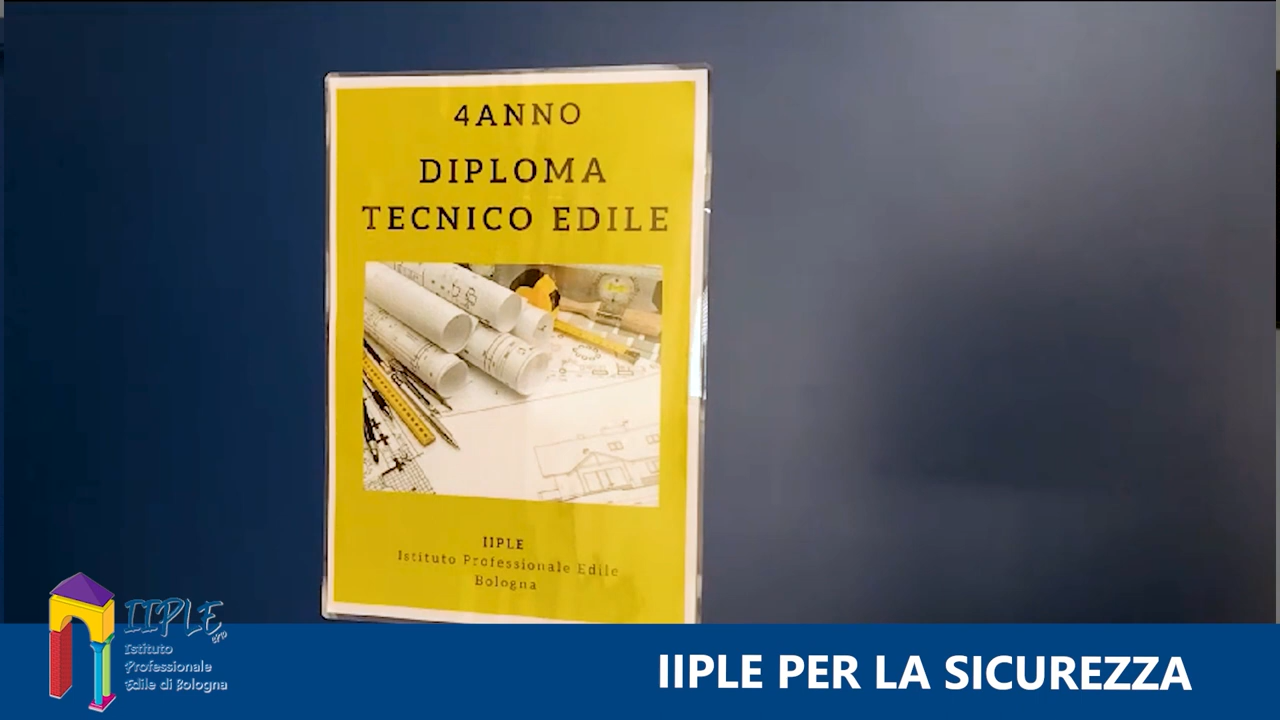 4ANNO
DIPLOMA
TECNICO EDILE
IIPLE
Istituto Professionale Edile
Bologna
IIPLE
Istituto
Professionale
Edile di Bologna
IIPLE PER LA SICUREZZA